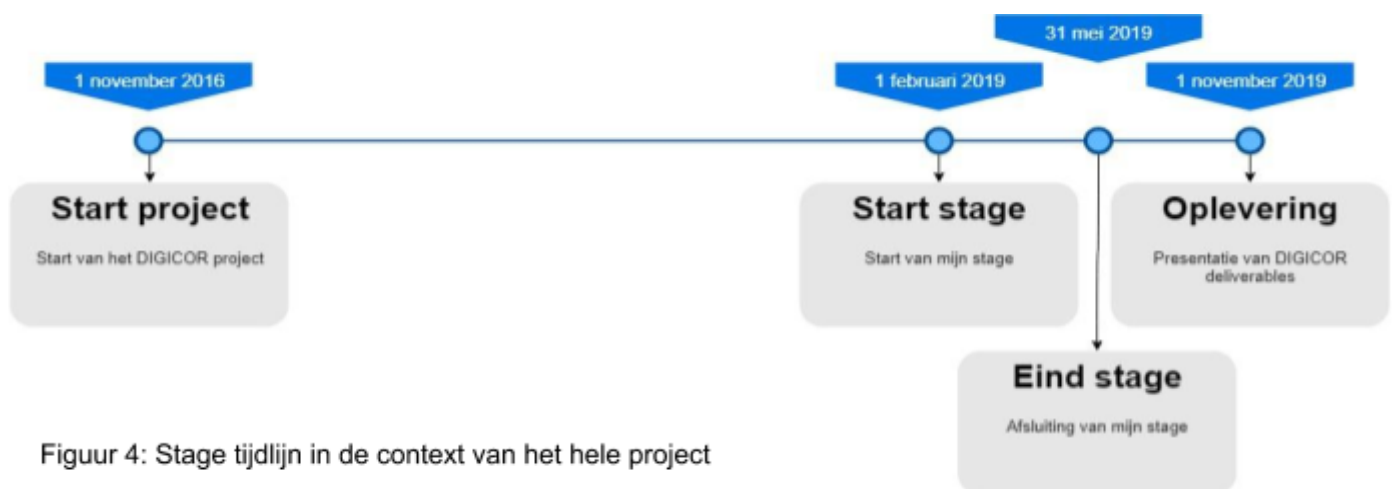 31 mei 2019
1 november 2016
1 februari 2019
1 november 2019
Start project
Start van het DIGICOR project
Start stage
Start van mijn stage
Oplevering
Presentatie van DIGICOR
deliverables
Eind stage
Afsluiting van mijn stage
Figuur 4: Stage tijdlijn in de context van het hele project